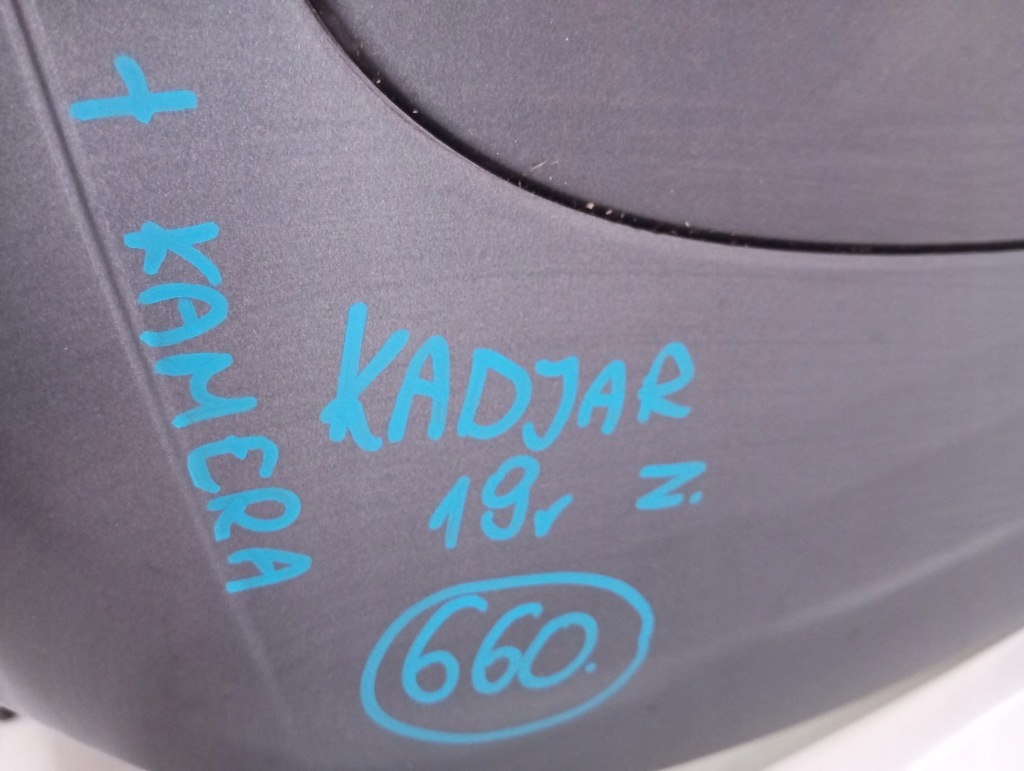 + KAMERA
KADJAR
19r z.
660.